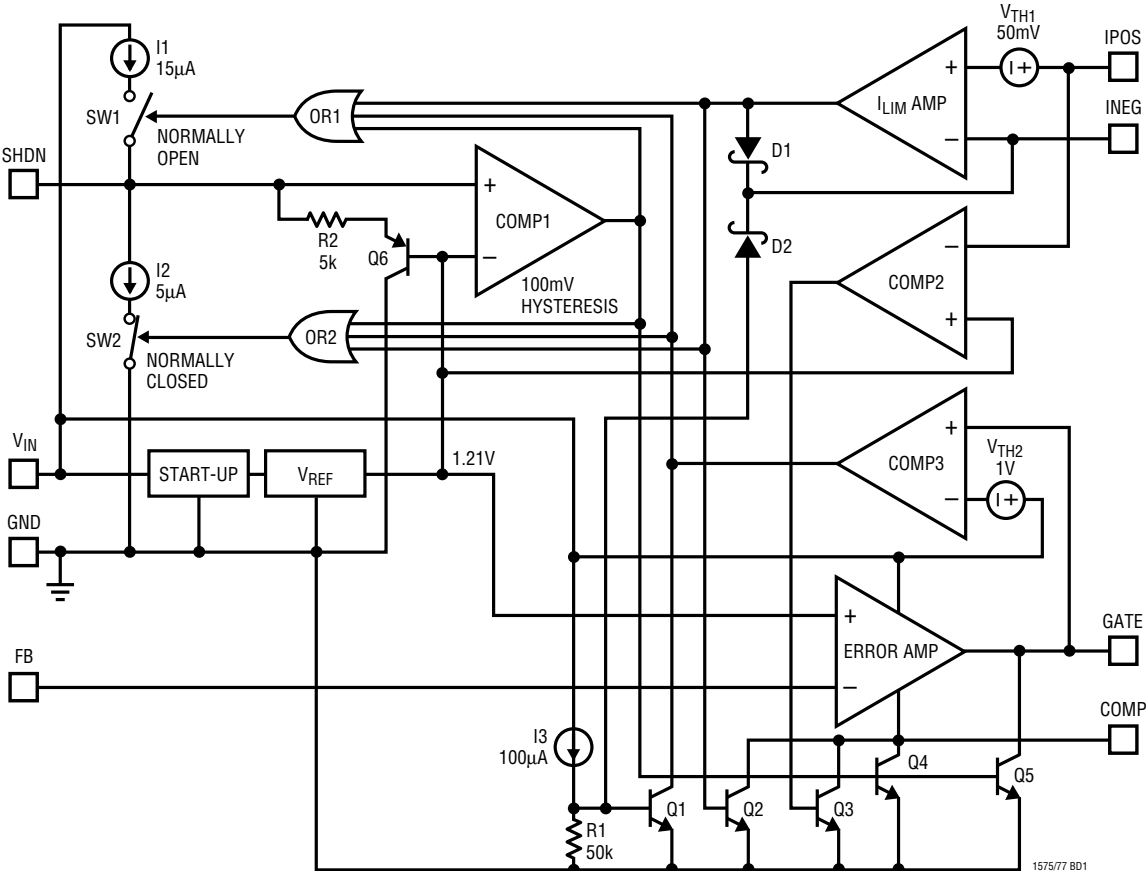 I1
15µA
SW1
NORMALLY
OPEN
OR1
V_TH1
50mV
IPOS
+
I_LIM AMP
INEG
–
D1
SHDN
+
COMP1
–
100mV
HYSTERESIS
R2
5k
Q6
D2
–
COMP2
+
I2
5µA
SW2
NORMALLY
CLOSED
OR2
V_IN
START-UP
V_REF
1.21V
+
COMP3
V_TH2
1V
–
GND
+
ERROR AMP
–
GATE
FB
COMP
I3
100µA
R1
50k
Q1
Q2
Q3
Q4
Q5
1575/77 BD1